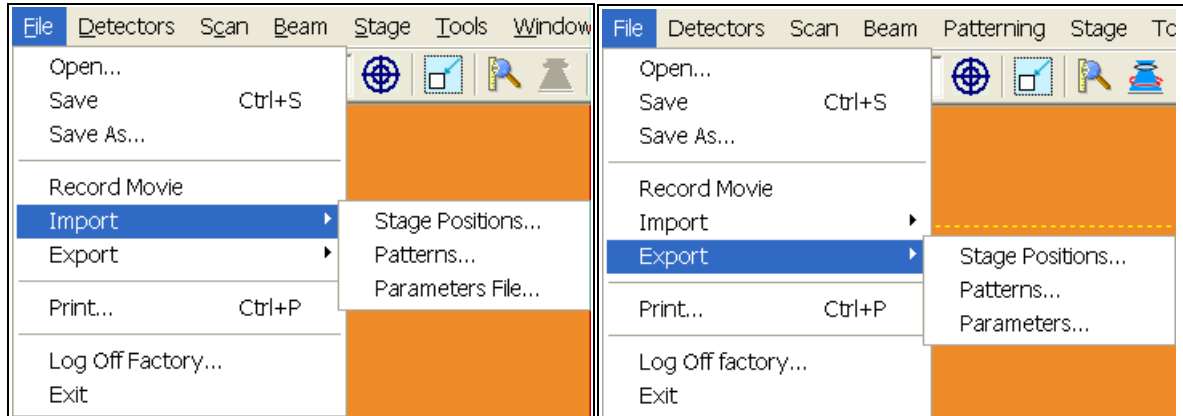 File Detectors Scan Beam Stage Tools Window
Open...
Save Ctrl+S
Save As...
Record Movie
Import
Export
Print... Ctrl+P
Log Off Factory...
Exit
Stage Positions...
Patterns...
Parameters File...
File Detectors Scan Beam Patterning Stage To
Open...
Save Ctrl+S
Save As...
Record Movie
Import
Export
Print... Ctrl+P
Log Off factory...
Exit
Stage Positions...
Patterns...
Parameters...